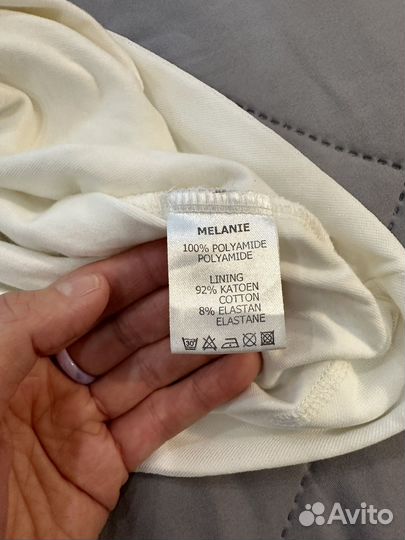 MELANIE
100% POLYAMIDE
POLYAMIDE
LINING
92% KATOEN
COTTON
8% ELASTAN
ELASTANE
30°
Avito